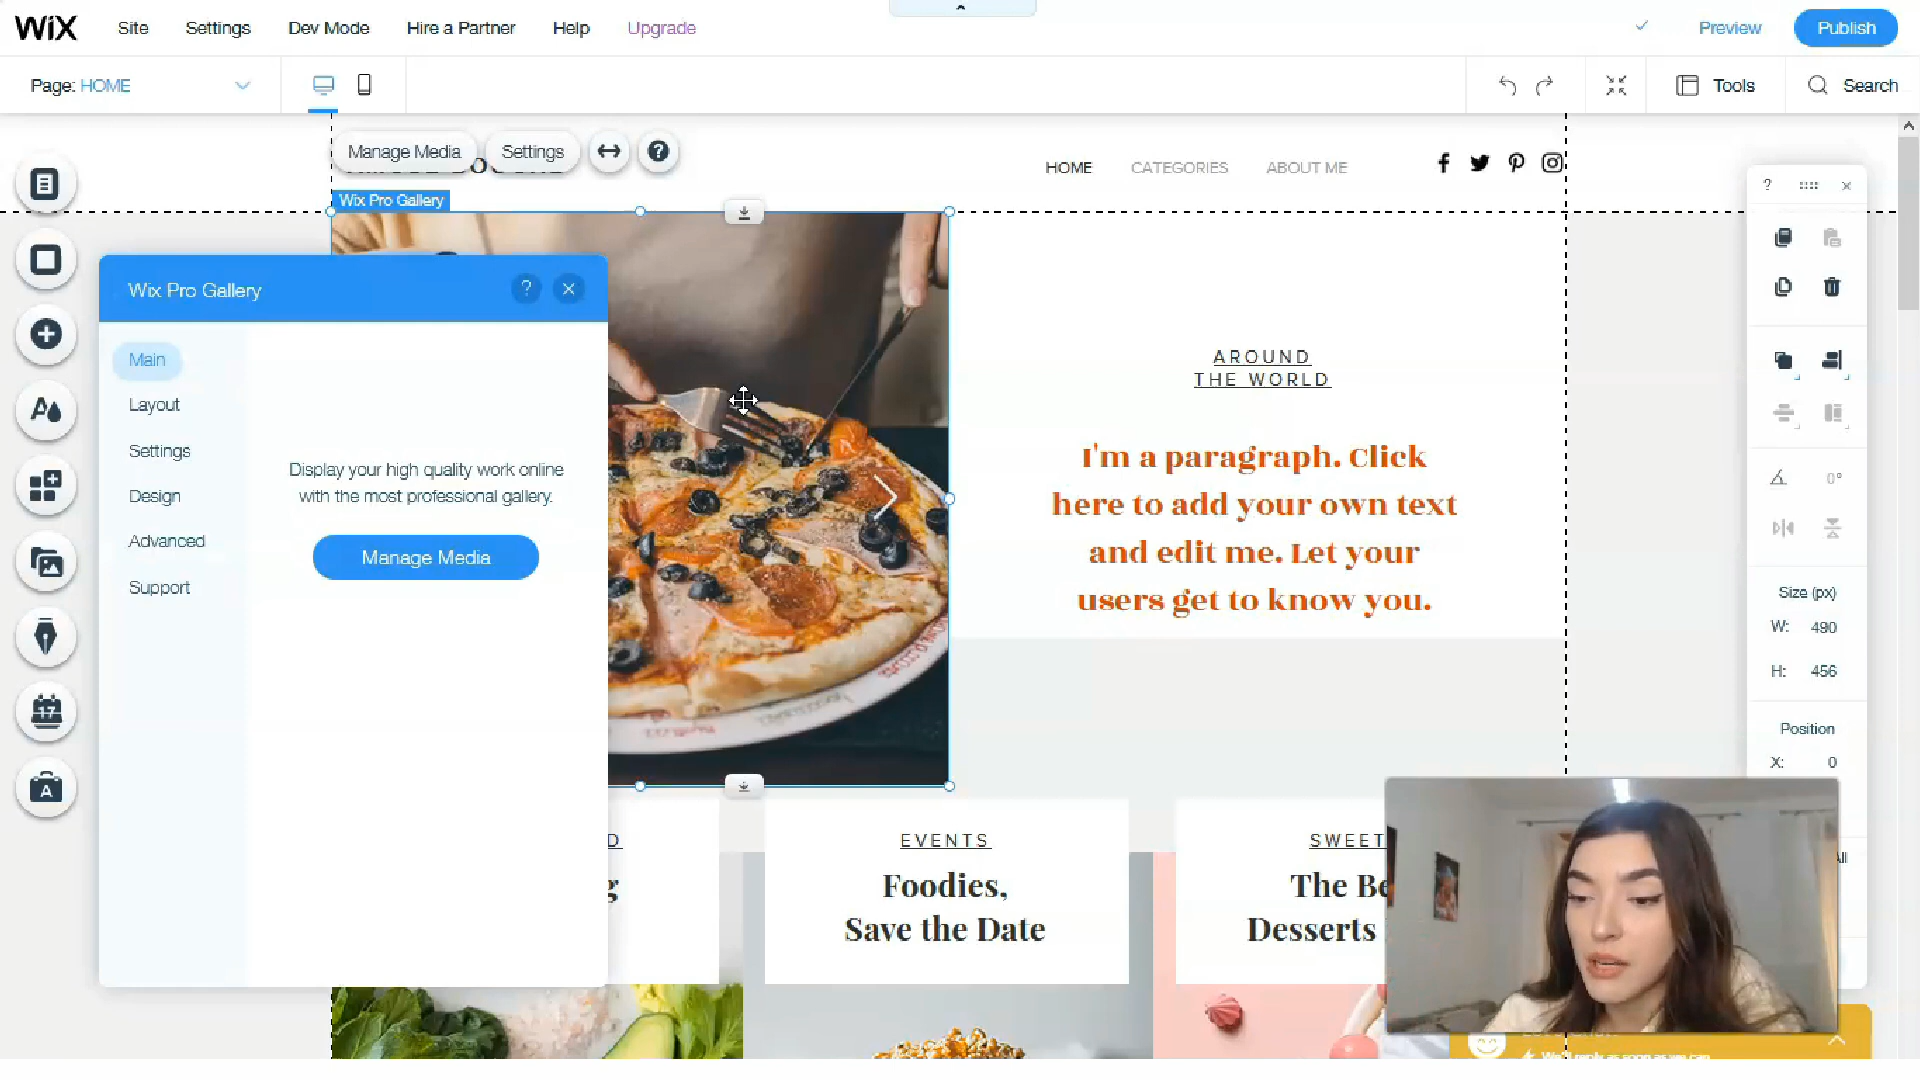 WiX Site Settings Dev Mode Hire a Partner Help Upgrade Preview Publish
Page: HOME Tools Search
Manage Media Settings ?
HOME CATEGORIES ABOUT ME
Wix Pro Gallery
?
Wix Pro Gallery ?
Main
Layout
Settings
Design
Advanced
Support
Display your high quality work online
with the most professional gallery.
Manage Media
AROUND
THE WORLD
I'm a paragraph. Click
here to add your own text
and edit me. Let your
users get to know you.
0°
Size (px)
W: 490
H: 456
Position
X: 0
17
A
D
g
EVENTS
Foodies,
Save the Date
SWEET
The Be
Desserts